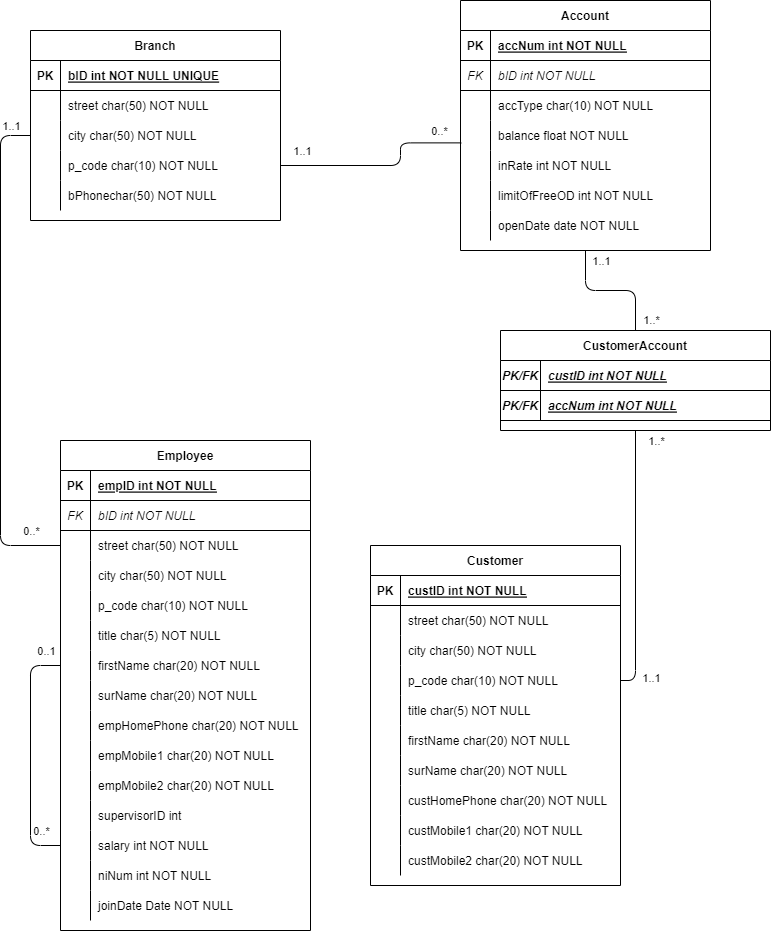 Branch
PK bID int NOT NULL UNIQUE
street char(50) NOT NULL
city char(50) NOT NULL
p_code char(10) NOT NULL
bPhonechar(50) NOT NULL
1..1
1..1
0..*
Account
PK accNum int NOT NULL
FK bID int NOT NULL
accType char(10) NOT NULL
balance float NOT NULL
inRate int NOT NULL
limitOfFreeOD int NOT NULL
openDate date NOT NULL
1..1
1..*
CustomerAccount
PK/FK custID int NOT NULL
PK/FK accNum int NOT NULL
1..*
Employee
PK empID int NOT NULL
FK bID int NOT NULL
0..*
street char(50) NOT NULL
city char(50) NOT NULL
p_code char(10) NOT NULL
title char(5) NOT NULL
0..1
firstName char(20) NOT NULL
surName char(20) NOT NULL
empHomePhone char(20) NOT NULL
empMobile1 char(20) NOT NULL
empMobile2 char(20) NOT NULL
supervisorID int
0..*
salary int NOT NULL
niNum int NOT NULL
joinDate Date NOT NULL
Customer
PK custID int NOT NULL
street char(50) NOT NULL
city char(50) NOT NULL
p_code char(10) NOT NULL
1..1
title char(5) NOT NULL
firstName char(20) NOT NULL
surName char(20) NOT NULL
custHomePhone char(20) NOT NULL
custMobile1 char(20) NOT NULL
custMobile2 char(20) NOT NULL